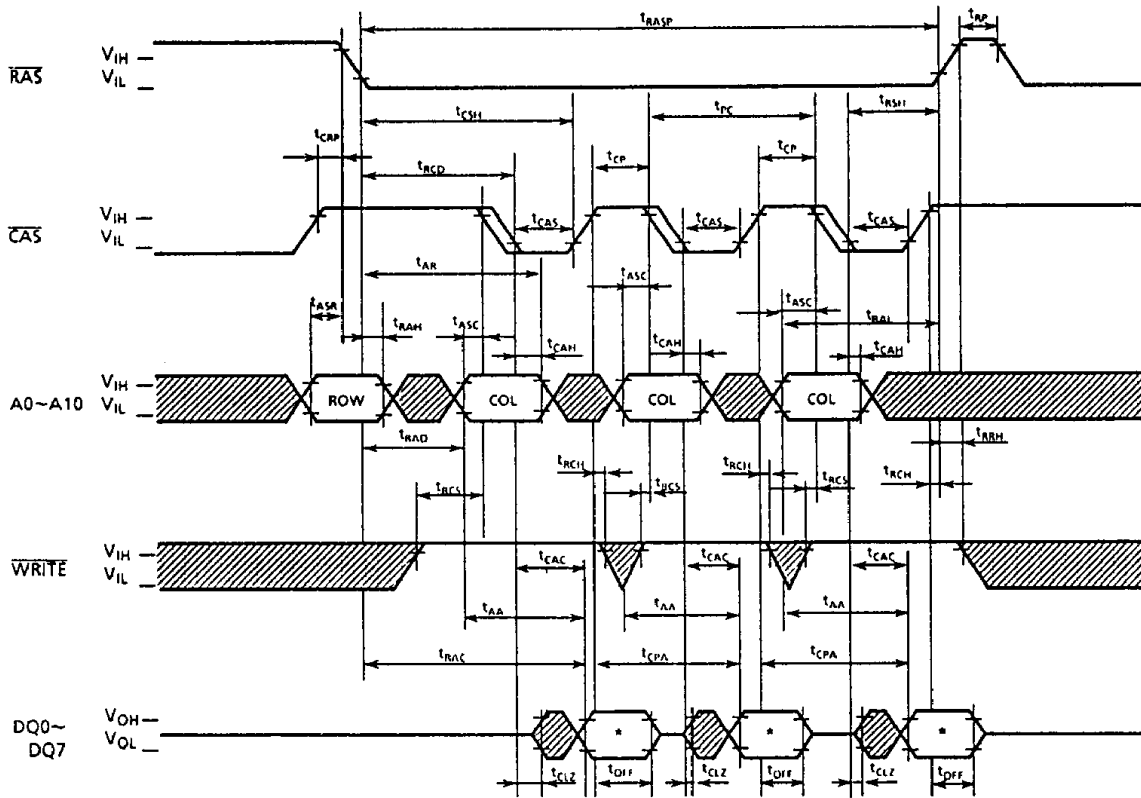 tRASP
tRP
RAS
VIH
VIL
tCSH
tPC
tRSH
tCRP
tRCD
tCP
tCP
CAS
VIH
VIL
tCAS
tCAS
tCAS
tAR
tASC
tASR
tRAH
tASC
tASC
tRAL
tCAH
tCAH
tCAH
A0~A10
VIH
VIL
ROW
COL
COL
COL
tRAD
tRRH
tRCH
tRCH
tRCH
tRCS
tRCS
tRCS
WRITE
VIH
VIL
tCAC
tCAC
tCAC
tAA
tAA
tAA
tRAC
tCPA
tCPA
DQ0~
DQ7
VOH
VOL
*
*
*
tCLZ
tOFF
tCLZ
tOFF
tCLZ
tOFF